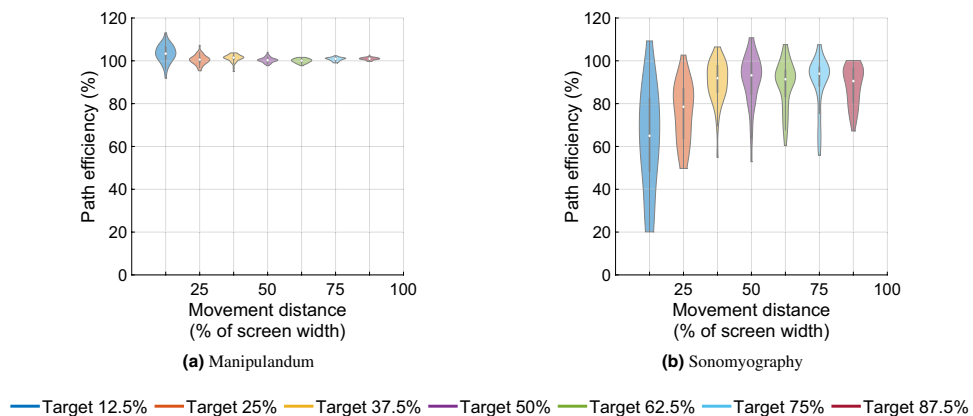 120
100
80
60
40
20
0
Path efficiency (%)
25 50 75 100
Movement distance
(% of screen width)
(a) Manipulandum
120
100
80
60
40
20
0
Path efficiency (%)
25 50 75 100
Movement distance
(% of screen width)
(b) Sonomyography
Target 12.5% Target 25% Target 37.5% Target 50% Target 62.5% Target 75% Target 87.5%